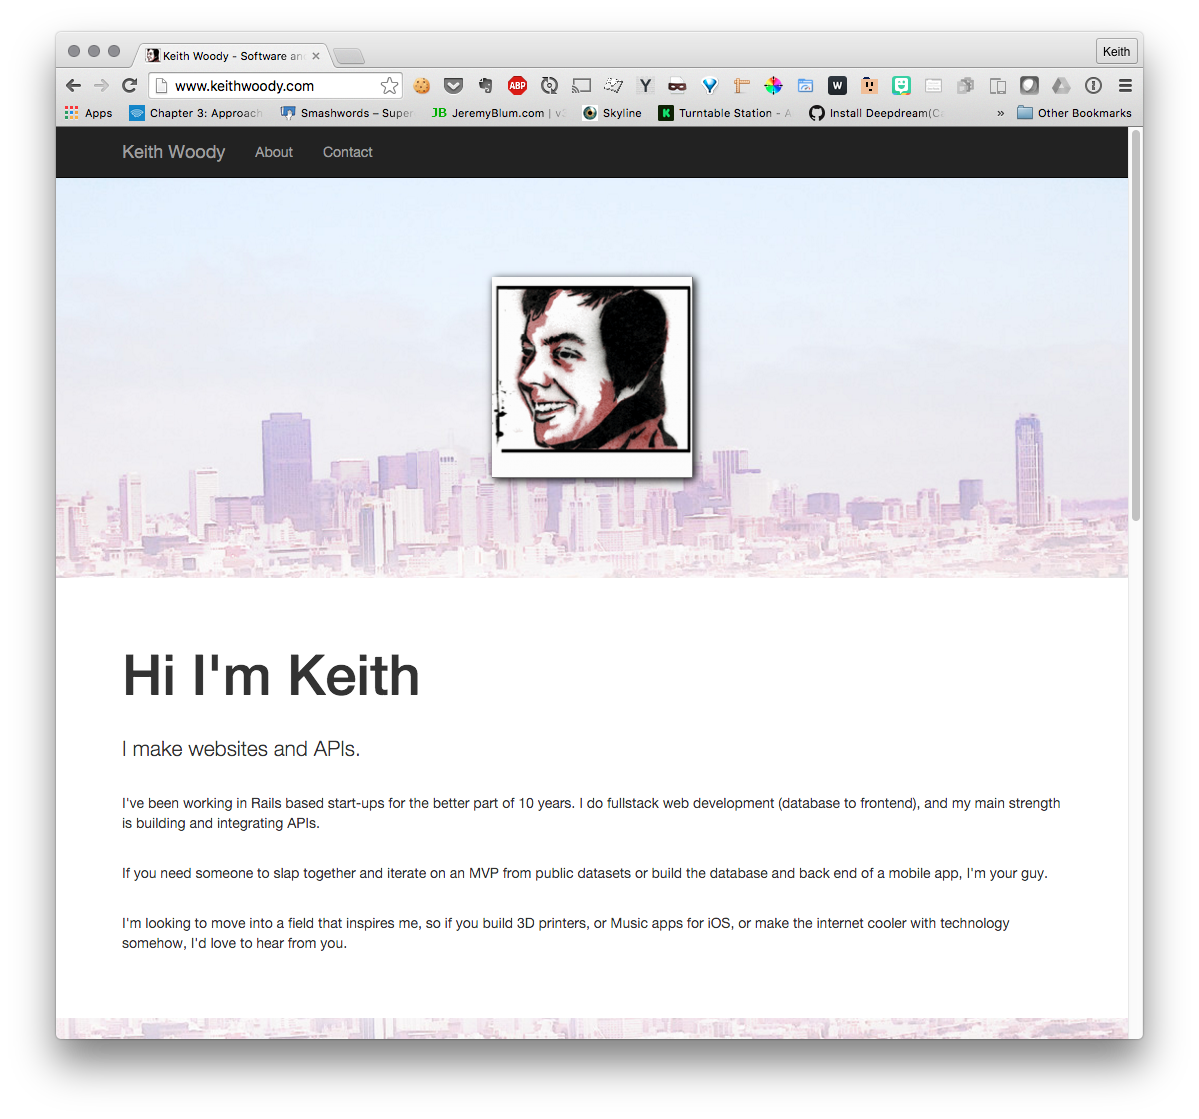 Keith Woody - Software an
Keith
www.keithwoody.com
ABP
Y
W
Apps
Chapter 3: Approach
Smashwords – Super
JB JeremyBlum.com | v2
Skyline
K Turntable Station - A
Install Deepdream(Ca
» Other Bookmarks
Keith Woody
About
Contact
Hi I'm Keith
I make websites and APIs.
I've been working in Rails based start-ups for the better part of 10 years. I do fullstack web development (database to frontend), and my main strength
is building and integrating APIs.
If you need someone to slap together and iterate on an MVP from public datasets or build the database and back end of a mobile app, I'm your guy.
I'm looking to move into a field that inspires me, so if you build 3D printers, or Music apps for iOS, or make the internet cooler with technology
somehow, I'd love to hear from you.